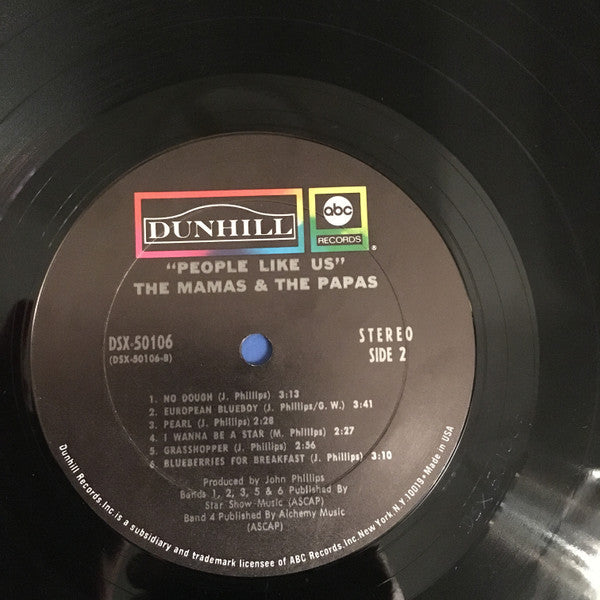 DUNHILL
abc
RECORDS
®
"PEOPLE LIKE US"
THE MAMAS & THE PAPAS
DSX-50106
(DSX-50106-B)
STEREO
SIDE 2
1. NO DOUGH (J. Phillips) 3:13
2. EUROPEAN BLUEBOY (J. Phillips/G. W.) 3:41
3. PEARL (J. Phillips) 2:28
4. I WANNA BE A STAR (M. Phillips) 2:27
5. GRASSHOPPER (J. Phillips) 2:56
6. BLUEBERRIES FOR BREAKFAST (J. Phillips) 3:10
Produced by John Phillips
Bands 1, 2, 3, 5 & 6 Published By
Star Show Music (ASCAP)
Band 4 Published By Alchemy Music
(ASCAP)
Dunhill Records, Inc. is a subsidiary and trademark licensee of ABC Records, Inc. New York, N.Y. 10019 • Made in USA